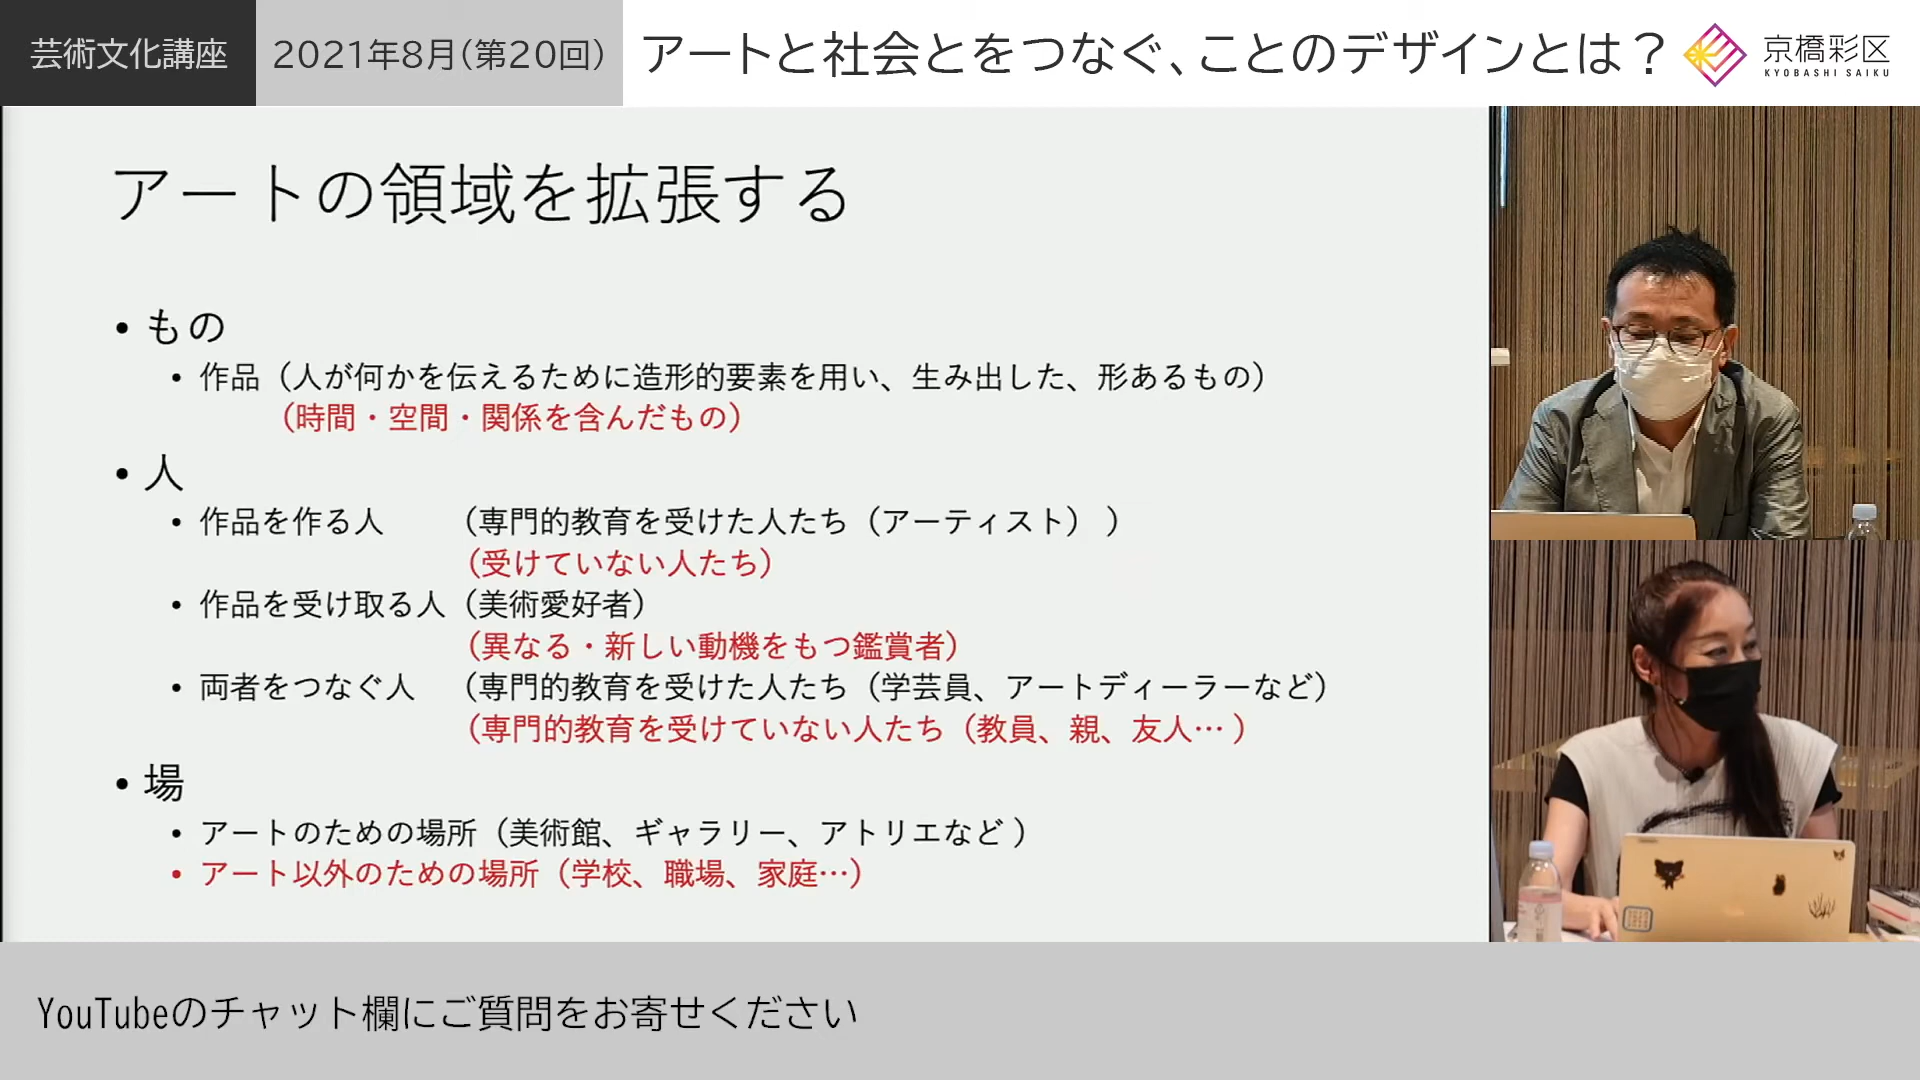 芸術文化講座
2021年8月(第20回)
アートと社会とをつなぐ、ことのデザインとは?
京橋彩区
KYOBASHI SAIKU
アートの領域を拡張する
• もの
• 作品(人が何かを伝えるために造形的要素を用い、生み出した、形あるもの)
(時間・空間・関係を含んだもの)
• 人
• 作品を作る人 (専門的教育を受けた人たち(アーティスト) )
(受けていない人たち)
• 作品を受け取る人(美術愛好者)
(異なる・新しい動機をもつ鑑賞者)
• 両者をつなぐ人 (専門的教育を受けた人たち(学芸員、アートディーラーなど)
(専門的教育を受けていない人たち(教員、親、友人… )
• 場
• アートのための場所(美術館、ギャラリー、アトリエなど )
• アート以外のための場所(学校、職場、家庭…)
YouTubeのチャット欄にご質問をお寄せください